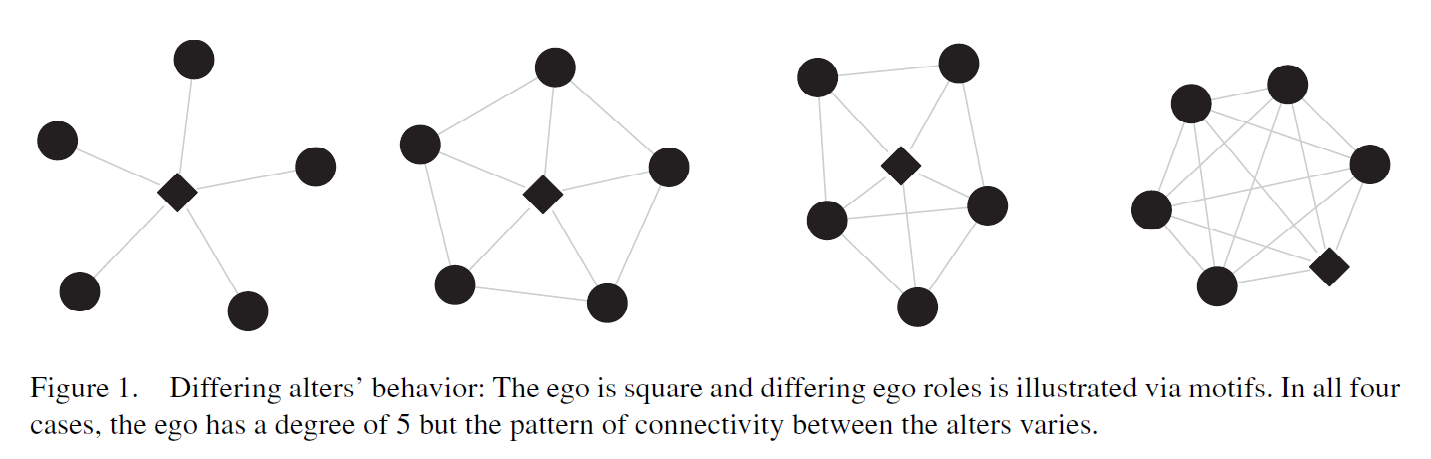 Figure 1. Differing alters’ behavior: The ego is square and differing ego roles is illustrated via motifs. In all four
cases, the ego has a degree of 5 but the pattern of connectivity between the alters varies.